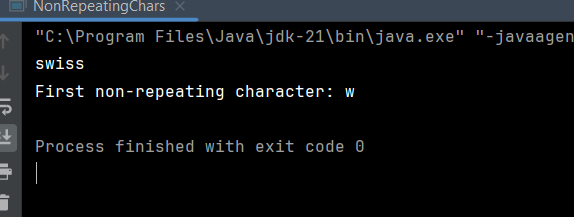 NonRepeatingChars
"C:\Program Files\Java\jdk-21\bin\java.exe" "-javaagen
swiss
First non-repeating character: w
Process finished with exit code 0